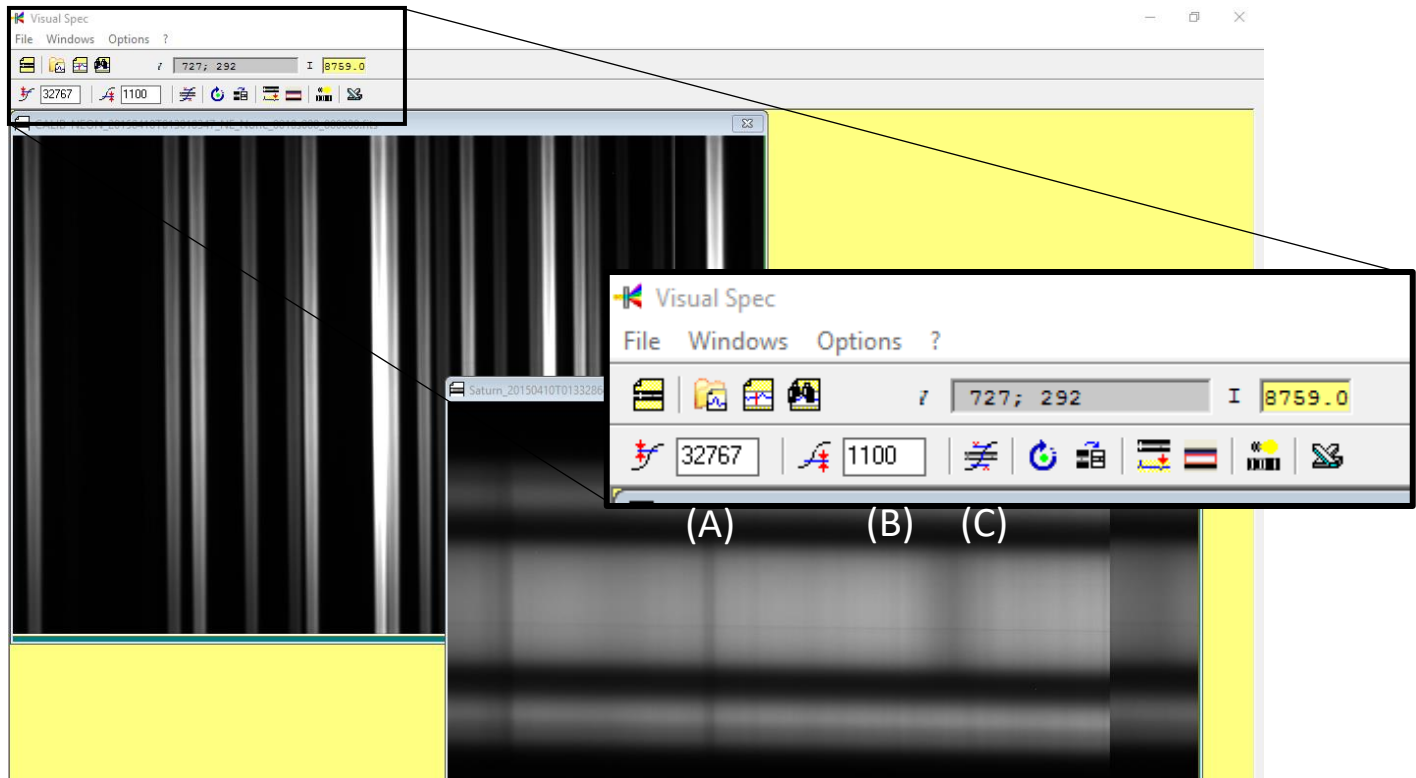 Visual Spec
File Windows Options ?
727; 292 I 8759.0
32767 1100
Saturn_20150410T0133286
Visual Spec
File Windows Options ?
727; 292 I 8759.0
32767 1100
(A) (B) (C)